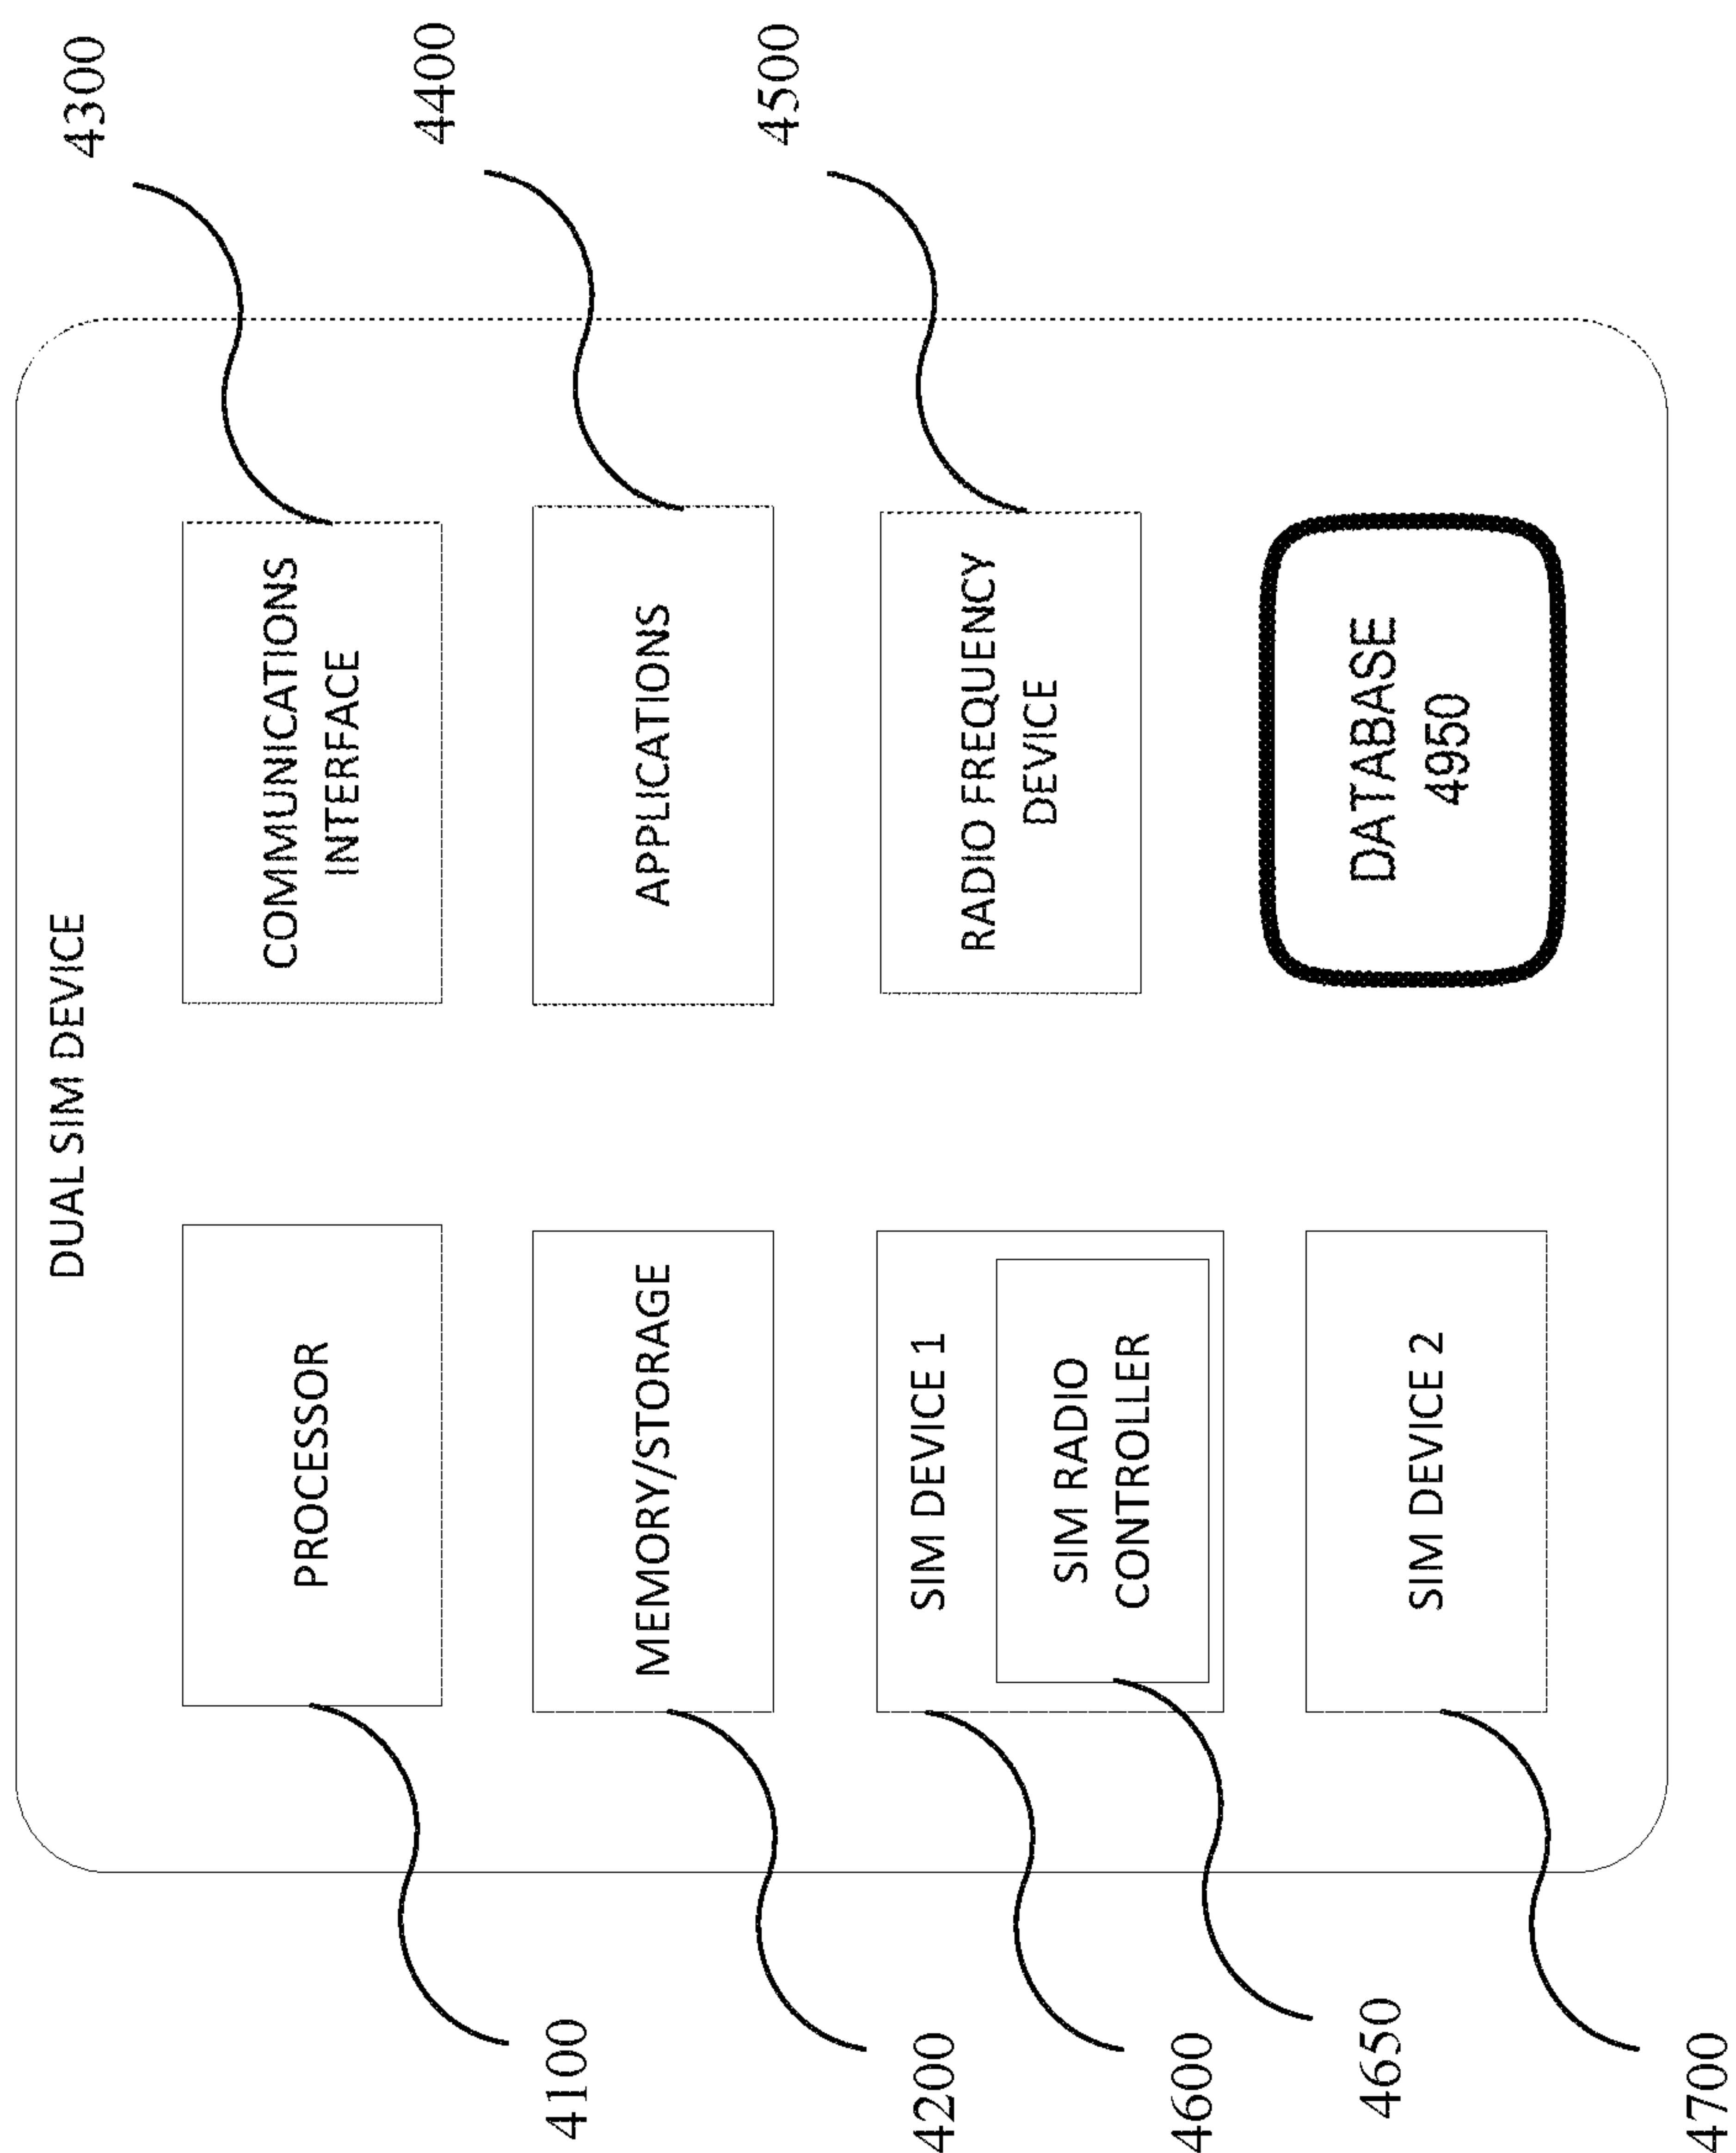 DUAL SIM DEVICE
PROCESSOR
MEMORY/STORAGE
SIM DEVICE 1
SIM RADIO
CONTROLLER
SIM DEVICE 2
COMMUNICATIONS
INTERFACE
APPLICATIONS
RADIO FREQUENCY
DEVICE
DATABASE
4950
4100
4200
4600
4650
4700
4300
4400
4500